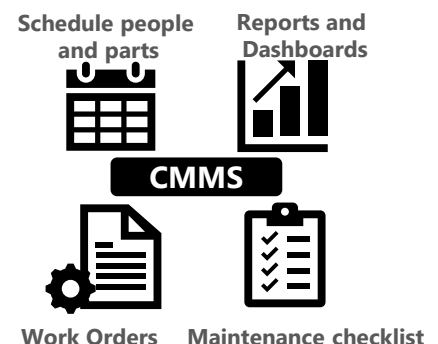 Schedule people
and parts
Reports and
Dashboards
CMMS
Work Orders
Maintenance checklist